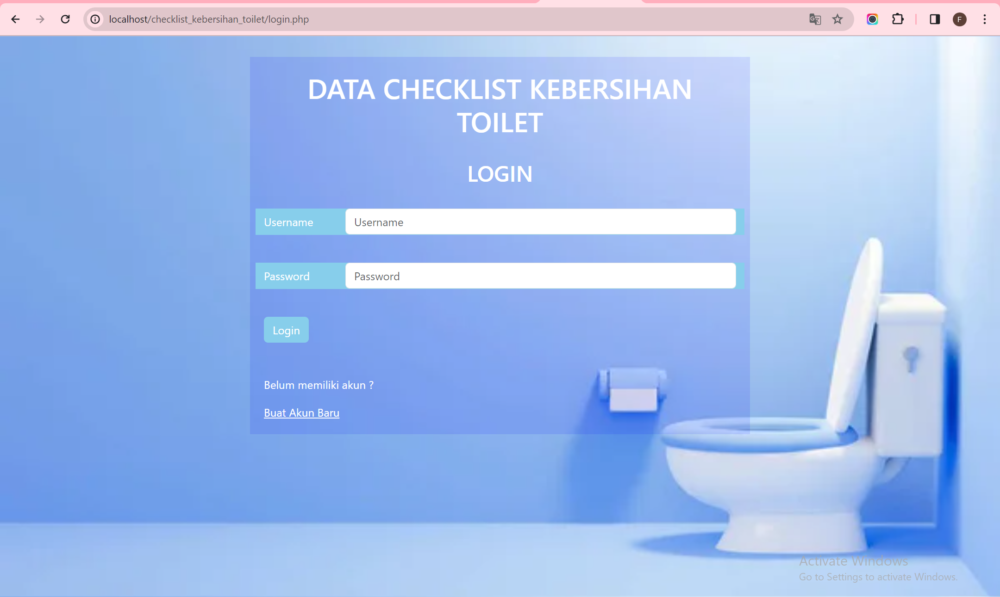 localhost/checklist_kebersihan_toilet/login.php
F
DATA CHECKLIST KEBERSIHAN
TOILET
LOGIN
Username Username
Password Password
Login
Belum memiliki akun ?
Buat Akun Baru
Activate Windows
Go to Settings to activate Windows.